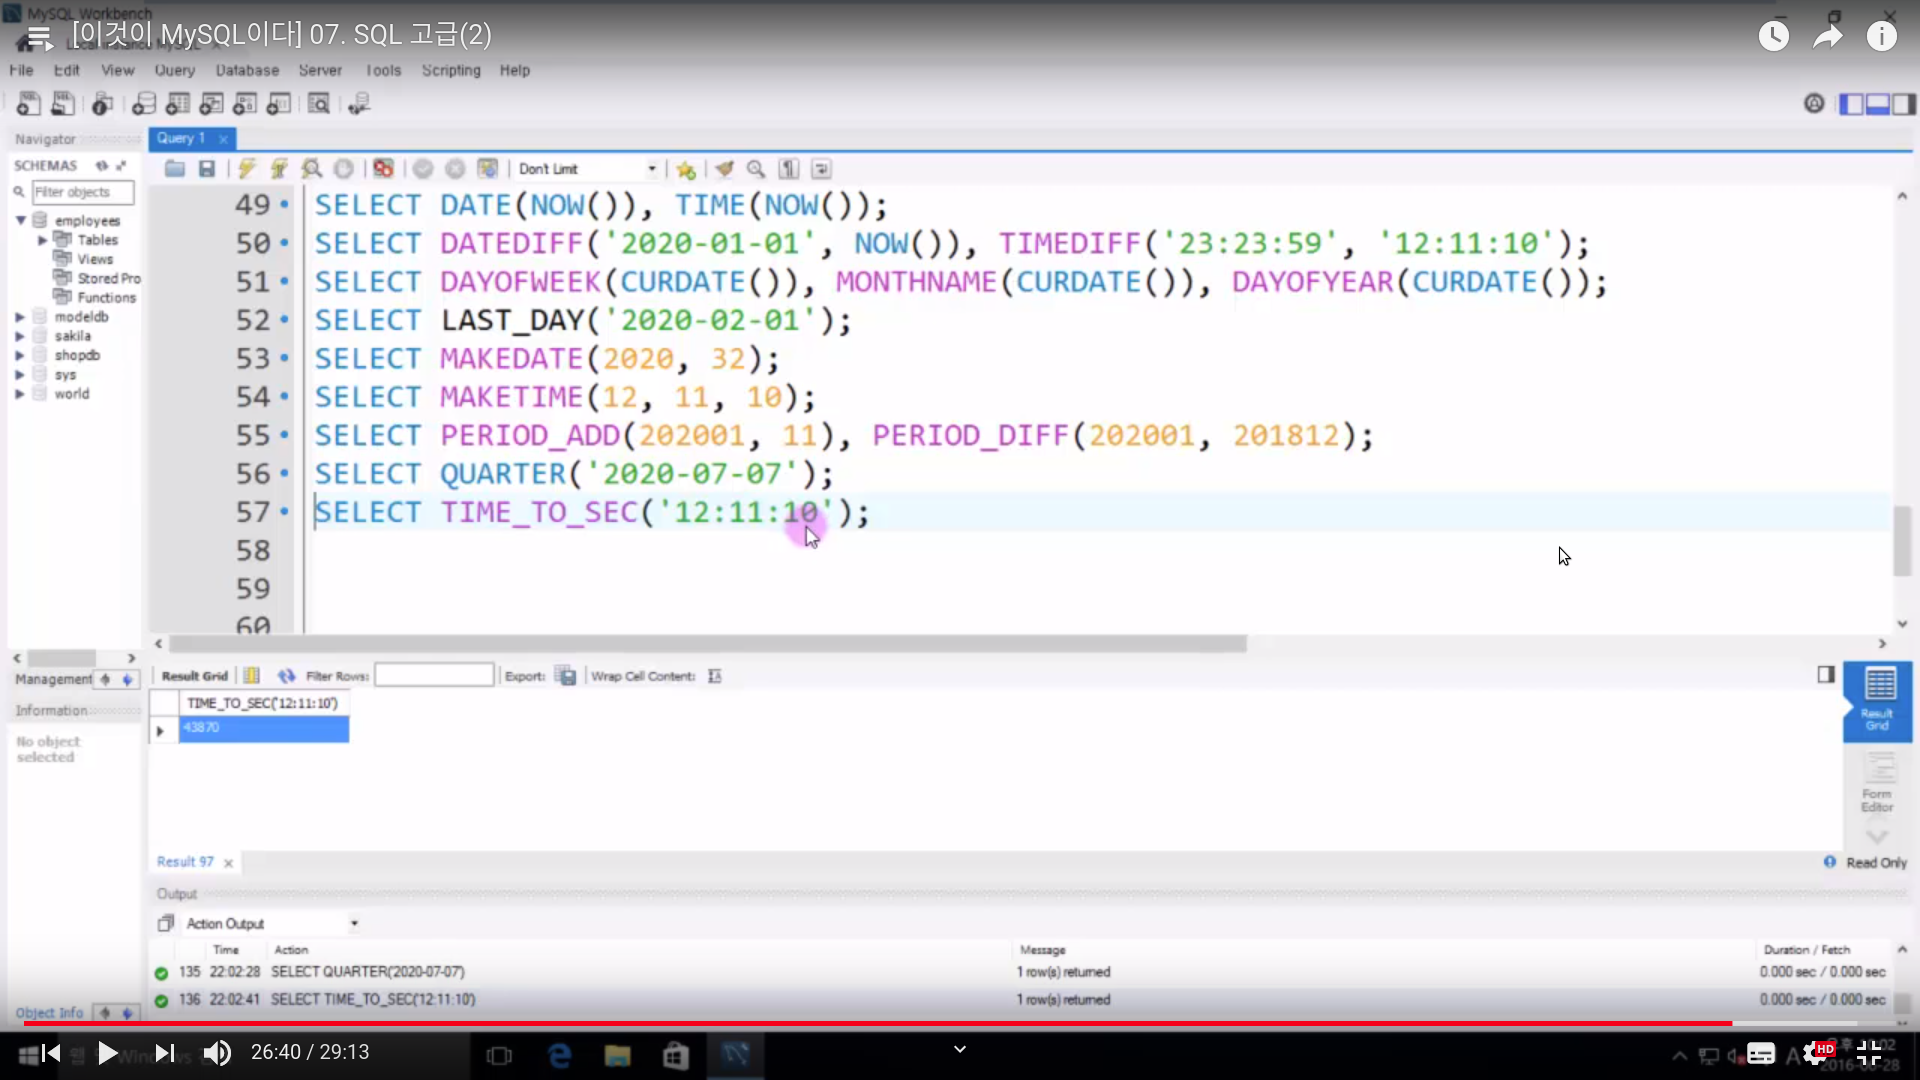 MySQL Workbench
[이것이 MySQL이다] 07. SQL 고급(2)
File Edit View Query Database Server Tools Scripting Help
Navigator
Query 1
SCHEMAS
Don't Limit
Filter objects
employees
Tables
Views
Stored Pro
Functions
modeldb
sakila
shopdb
sys
world
49 SELECT DATE(NOW()), TIME(NOW());
50 SELECT DATEDIFF('2020-01-01', NOW()), TIMEDIFF('23:23:59', '12:11:10');
51 SELECT DAYOFWEEK(CURDATE()), MONTHNAME(CURDATE()), DAYOFYEAR(CURDATE());
52 SELECT LAST_DAY('2020-02-01');
53 SELECT MAKEDATE(2020, 32);
54 SELECT MAKETIME(12, 11, 10);
55 SELECT PERIOD_ADD(202001, 11), PERIOD_DIFF(202001, 201812);
56 SELECT QUARTER('2020-07-07');
57 SELECT TIME_TO_SEC('12:11:10');
58
59
60
Management
Information
No object
selected
Result Grid Filter Rows: Export: Wrap Cell Content:
TIME_TO_SEC('12:11:10')
43870
Result
Grid
Form
Editor
Result 97
Read Only
Output
Action Output
Time Action Message Duration / Fetch
135 22:02:28 SELECT QUARTER('2020-07-07') 1 row(s) returned 0.000 sec / 0.000 sec
136 22:02:41 SELECT TIME_TO_SEC('12:11:10') 1 row(s) returned 0.000 sec / 0.000 sec
Object Info
26:40 / 29:13
HD